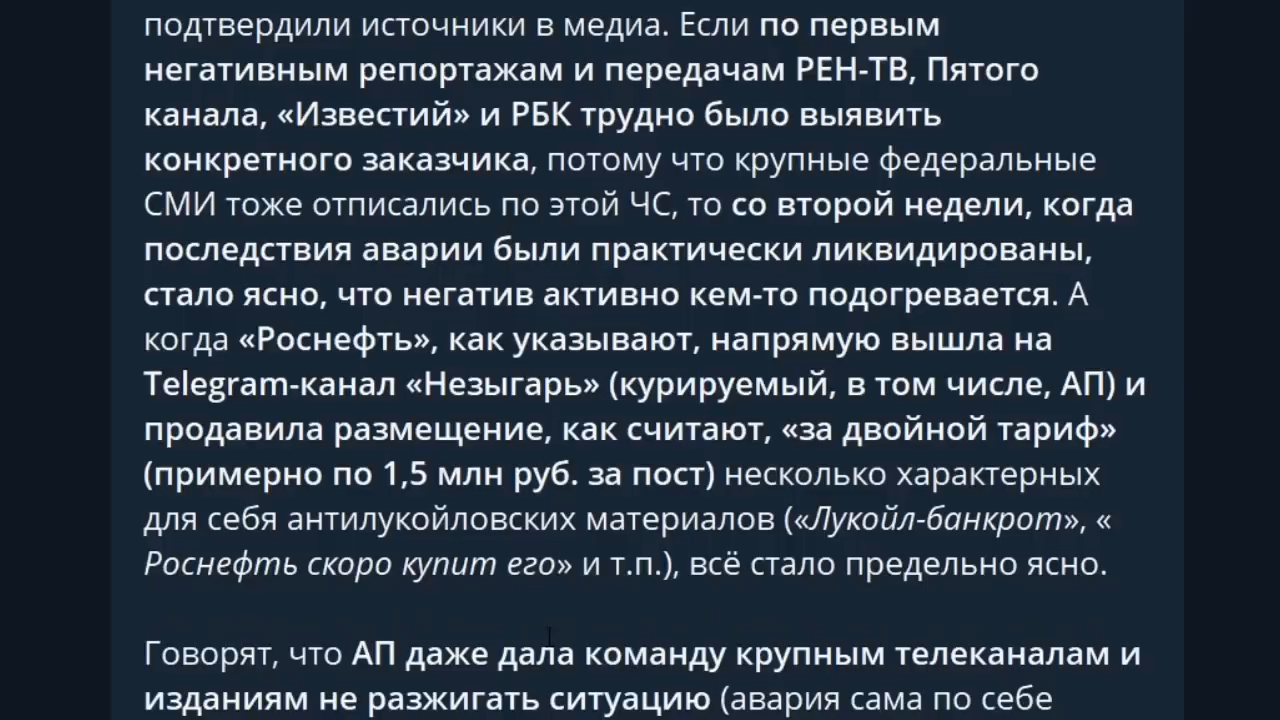 подтвердили источники в медиа. Если по первым
негативным репортажам и передачам РЕН-ТВ, Пятого
канала, «Известий» и РБК трудно было выявить
конкретного заказчика, потому что крупные федеральные
СМИ тоже отписались по этой ЧС, то со второй недели, когда
последствия аварии были практически ликвидированы,
стало ясно, что негатив активно кем-то подогревается. А
когда «Роснефть», как указывают, напрямую вышла на
Telegram-канал «Незыгарь» (курируемый, в том числе, АП) и
продавила размещение, как считают, «за двойной тариф»
(примерно по 1,5 млн руб. за пост) несколько характерных
для себя антилукойловских материалов («Лукойл-банкрот», «
Роснефть скоро купит его» и т.п.), всё стало предельно ясно.
Говорят, что АП даже дала команду крупным телеканалам и
изданиям не разжигать ситуацию (авария сама по себе